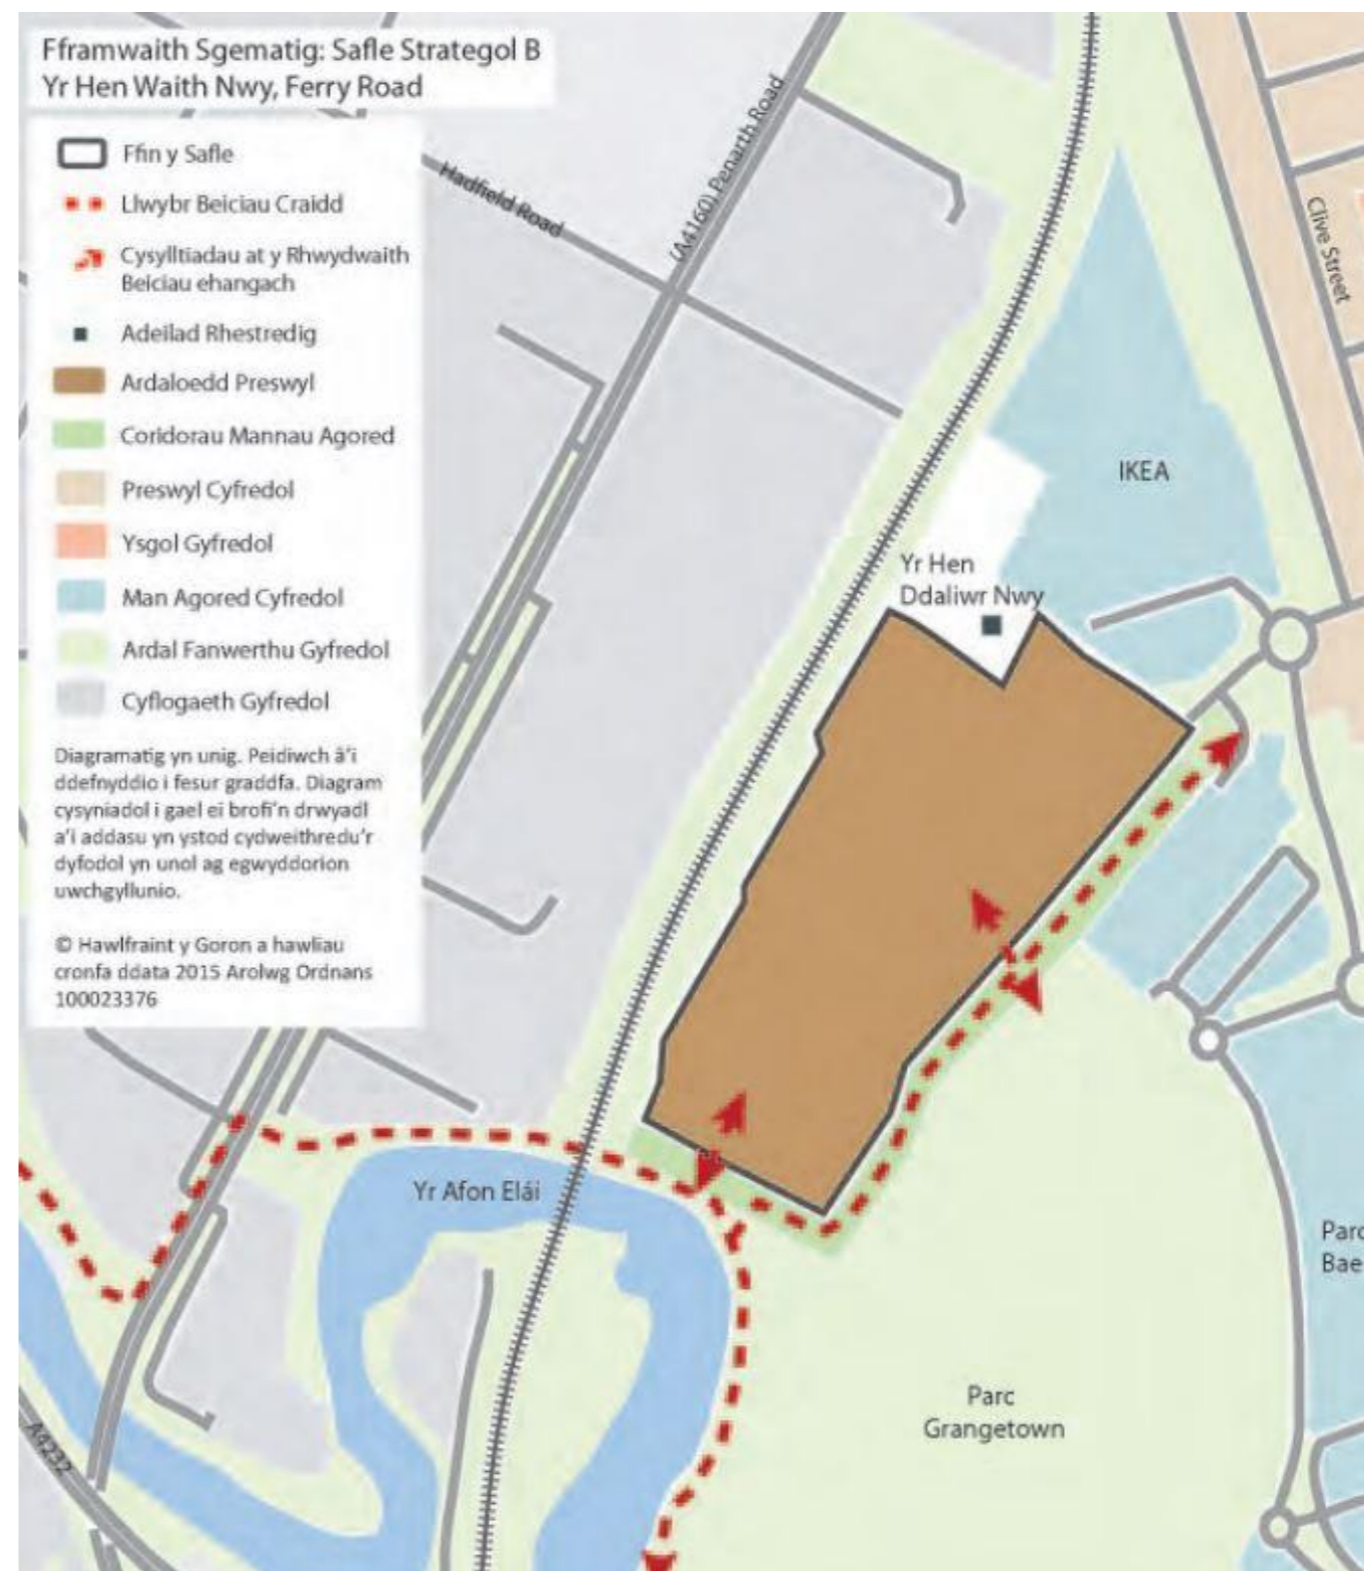 Fframwaith Sgematig: Safle Strategol B
Yr Hen Waith Nwy, Ferry Road
Ffin y Safle
Llwybr Beiciau Craidd
Cysylltiadau at y Rhwydwaith
Beiciau ehangach
Adeilad Rhestredig
Ardaloedd Preswyl
Coridorau Mannau Agored
Preswyl Cyfredol
Ysgol Gyfredol
Man Agored Cyfredol
Ardal Fanwerthu Gyfredol
Cyflogaeth Gyfredol
Diagramatig yn unig. Peidiwch â'i
ddefnyddio i fesur graddfa. Diagram
cysyniadol i gael ei brofi'n drwyadl
a'i addasu yn ystod cydweithredu'r
dyfodol yn unol ag egwyddorion
uwchgyllunio.
© Hawlfraint y Goron a hawliau
cronfa ddata 2015 Arolwg Ordnans
100023376
Hadfield Road
(A4160) Penarth Road
Clive Street
IKEA
Yr Hen
Ddaliwr Nwy
Yr Afon Elái
Parc
Bae
Parc
Grangetown
A4232